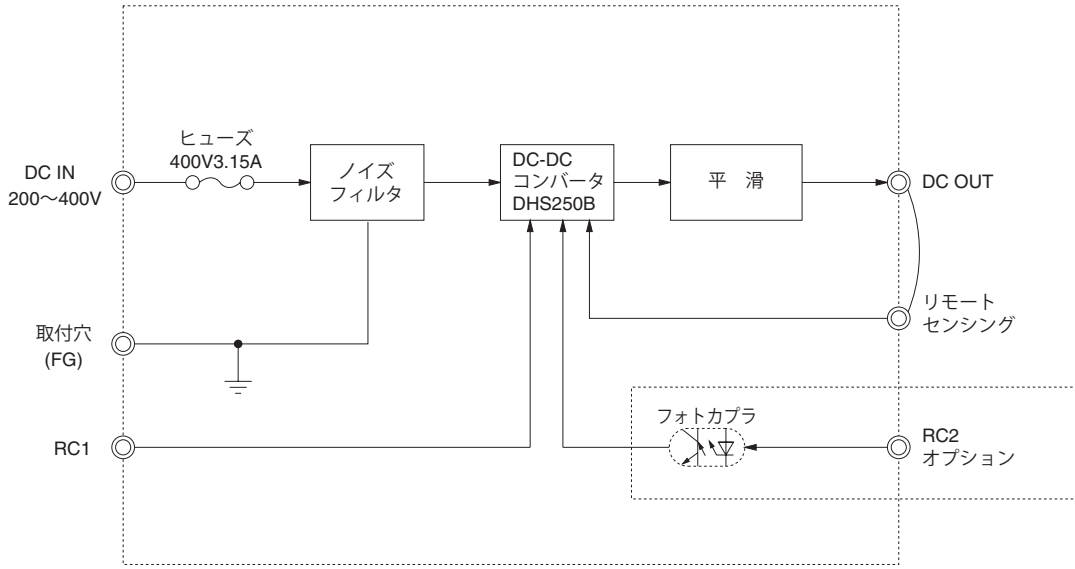 ヒューズ
400V3.15A
DC IN
200～400V
ノイズ
フィルタ
DC-DC
コンバータ
DHS250B
平 滑
DC OUT
リモート
センシング
取付穴
(FG)
フォトカプラ
RC1
RC2
オプション